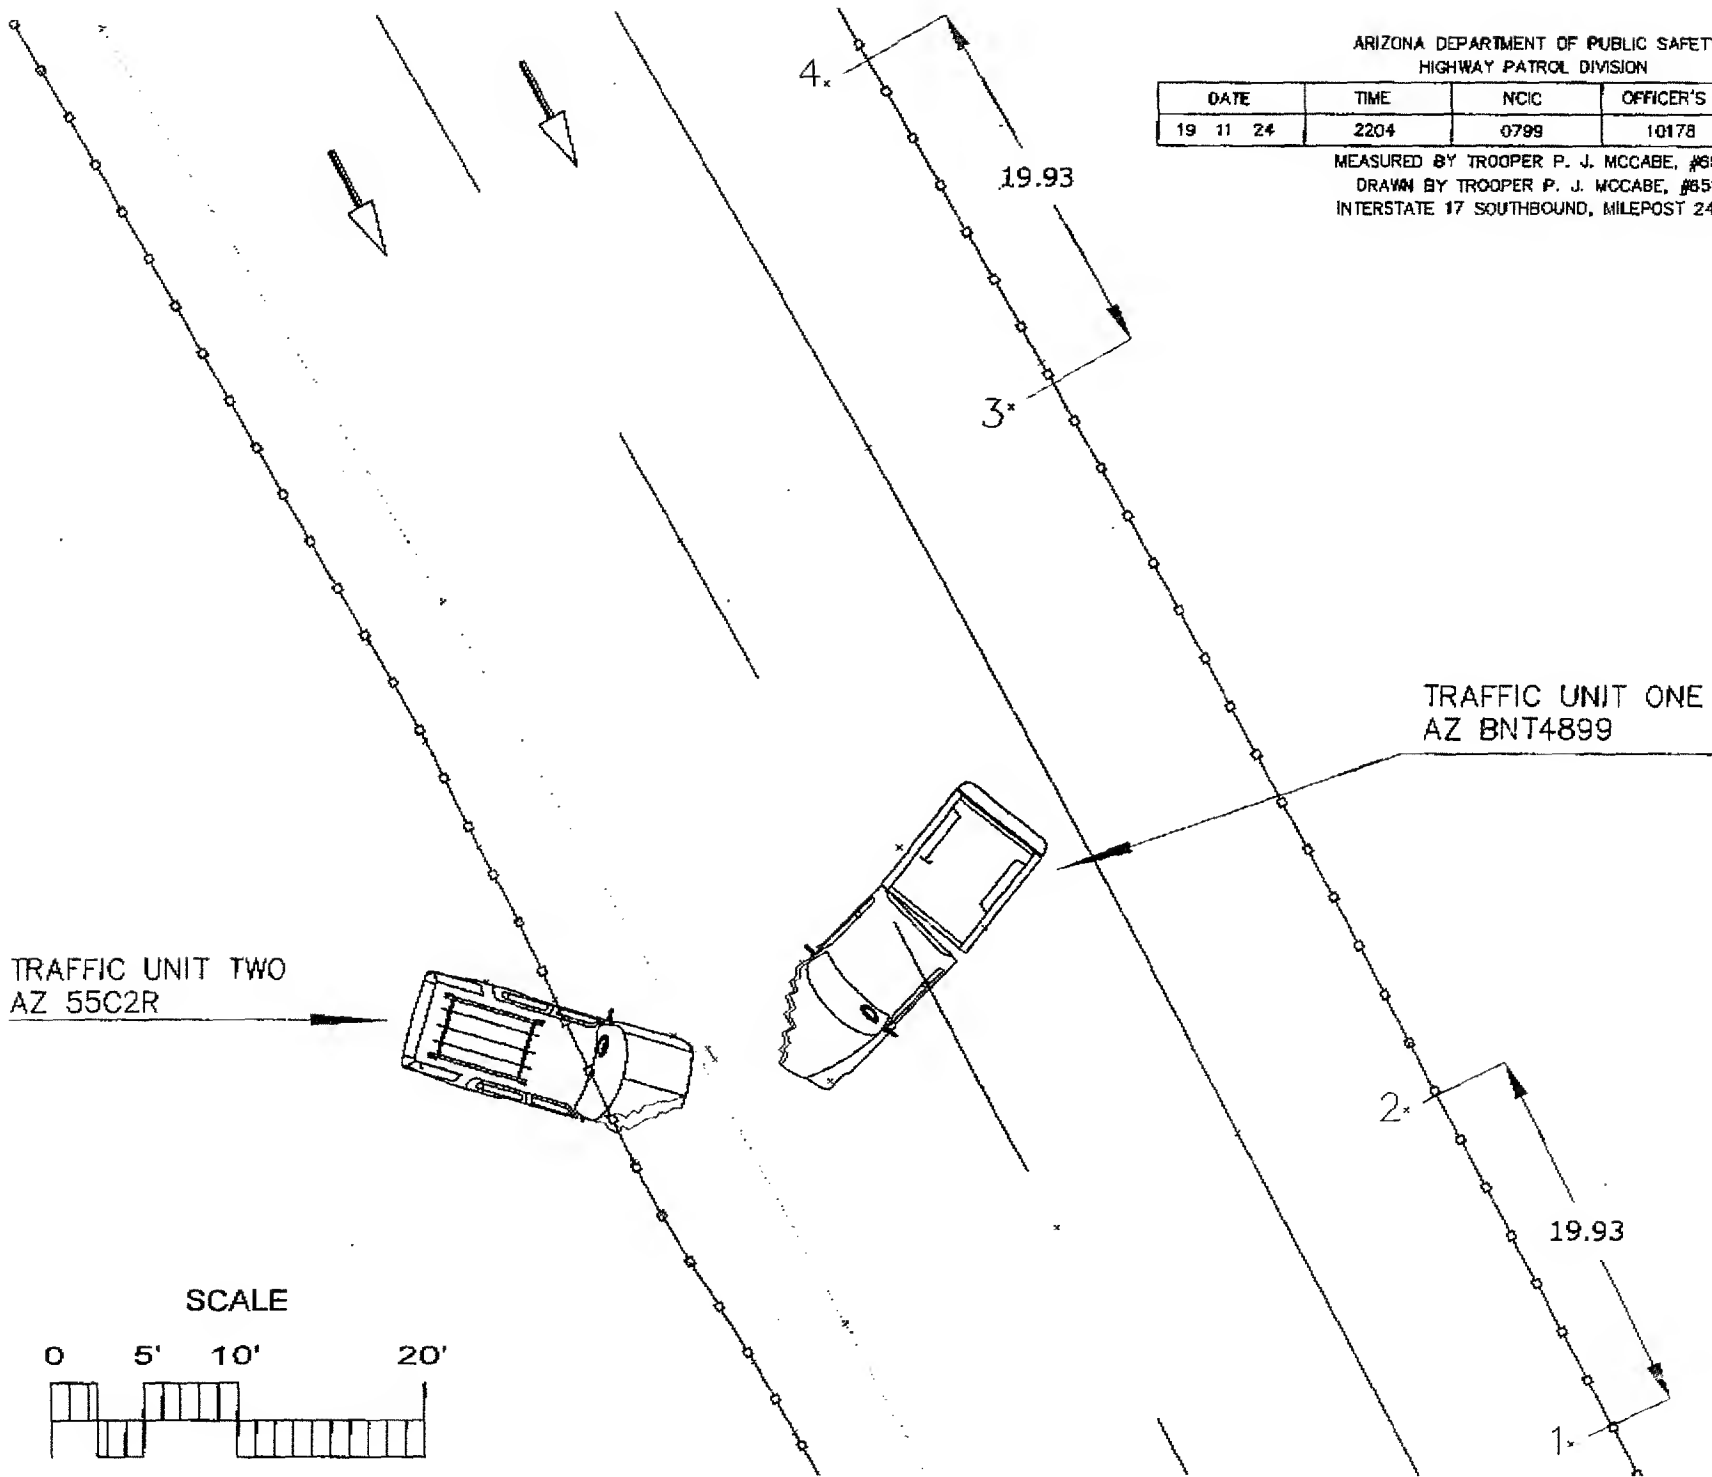 ARIZONA DEPARTMENT OF PUBLIC
HIGHWAY PATROL DIVISION
DATE TIME NCIC OFFICER'S
19 11 24 2204 0799 10178
MEASURED BY TROOPER P. J. MCCABE,
DRAWN BY TROOPER P. J. MCCABE,
INTERSTATE 17 SOUTHBOUND, MILEPOST
4
19.93
3
TRAFFIC UNIT ONE
AZ BNT4899
TRAFFIC UNIT TWO
AZ 55C2R
2
19.93
1
SCALE
0 5' 10' 20'